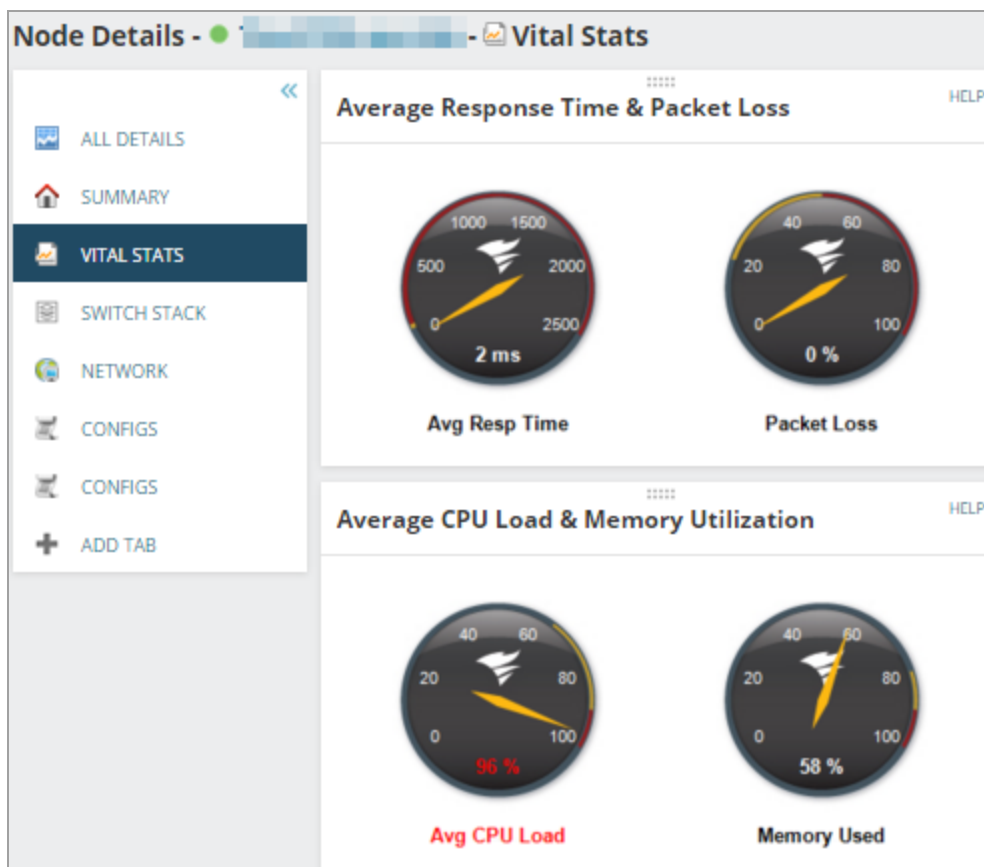 Node Details - - Vital Stats
ALL DETAILS
SUMMARY
VITAL STATS
SWITCH STACK
NETWORK
CONFIGS
CONFIGS
ADD TAB
Average Response Time & Packet Loss
HELP
0 500 1000 1500 2000 2500
2 ms
Avg Resp Time
0 20 40 60 80 100
0 %
Packet Loss
Average CPU Load & Memory Utilization
HELP
0 20 40 60 80 100
96 %
Avg CPU Load
0 20 40 60 80 100
58 %
Memory Used